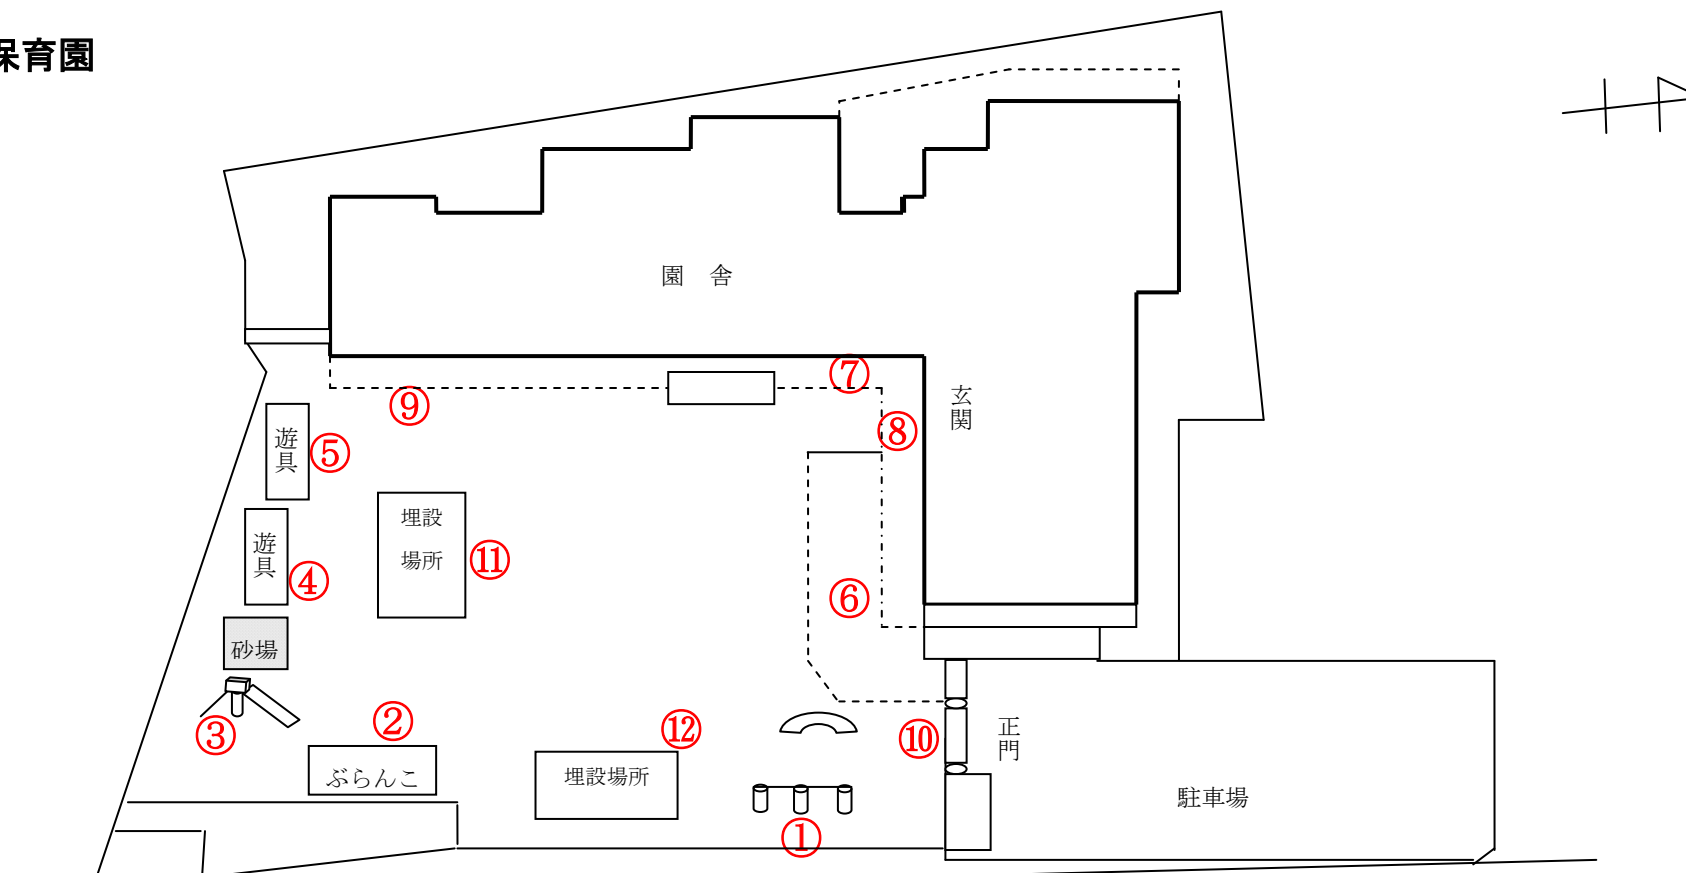 保育園
園　舎
⑦
玄関
⑨
⑧
遊具
⑤
埋設
場所
⑪
遊具
④
⑥
砂場
③
②
⑫
⑩
正門
ぶらんこ
埋設場所
駐車場
①